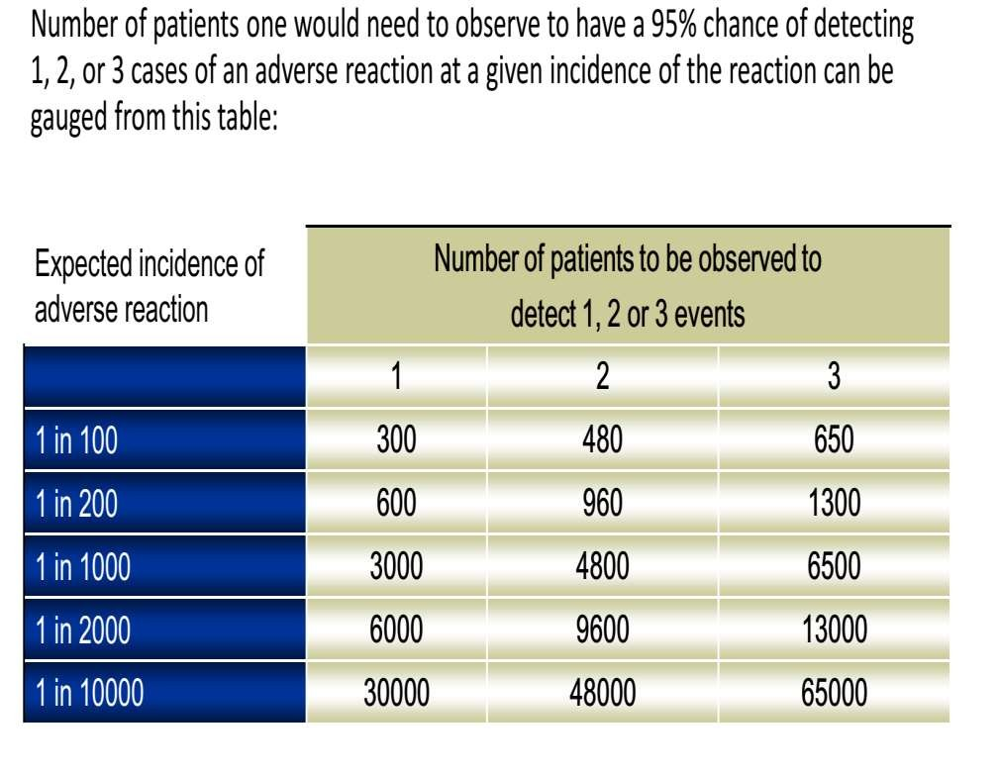 Number of patients one would need to observe to have a 95% chance of detecting
1, 2, or 3 cases of an adverse reaction at a given incidence of the reaction can be
gauged from this table:
Expected incidence of
adverse reaction
Number of patients to be observed to
detect 1, 2 or 3 events
1 2 3
1 in 100 300 480 650
1 in 200 600 960 1300
1 in 1000 3000 4800 6500
1 in 2000 6000 9600 13000
1 in 10000 30000 48000 65000